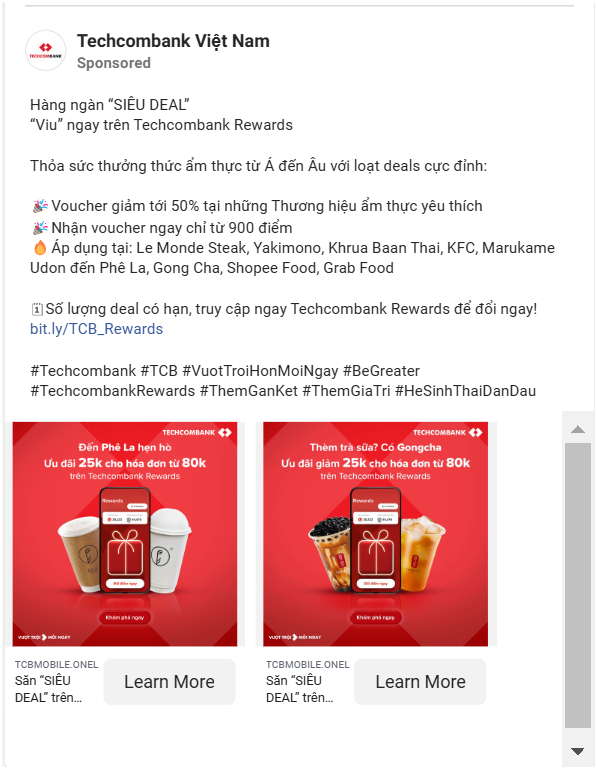 Techcombank Việt Nam
TECHCOMBANK
Sponsored
Hàng ngàn “SIÊU DEAL”
“Viu” ngay trên Techcombank Rewards
Thỏa sức thưởng thức ẩm thực từ Á đến Âu với loạt deals cực đỉnh:
🎉 Voucher giảm tới 50% tại những Thương hiệu ẩm thực yêu thích
🎉 Nhận voucher ngay chỉ từ 900 điểm
🔥 Áp dụng tại: Le Monde Steak, Yakimono, Khrua Baan Thai, KFC, Marukame
Udon đến Phê La, Gong Cha, Shopee Food, Grab Food
🗓Số lượng deal có hạn, truy cập ngay Techcombank Rewards để đổi ngay!
bit.ly/TCB_Rewards
#Techcombank #TCB #VuotTroiHonMoiNgay #BeGreater
#TechcombankRewards #ThemGanKet #ThemGiaTri #HeSinhThaiDanDau
TECHCOMBANK
Đến Phê La hẹn hò
Ưu đãi 25k cho hóa đơn từ 80k
trên Techcombank Rewards
Rewards
Đổi điểm ngay
Khám phá ngay
VƯỢT TRỘI MỖI NGÀY
TECHCOMBANK
Thèm trà sữa? Có Gongcha
Ưu đãi giảm 25k cho hóa đơn từ 80k
trên Techcombank Rewards
Rewards
Đổi điểm ngay
Khám phá ngay
VƯỢT TRỘI MỖI NGÀY
TCBMOBILE.ONEL
Săn “SIÊU
DEAL” trên...
Learn More
TCBMOBILE.ONEL
Săn “SIÊU
DEAL” trên...
Learn More